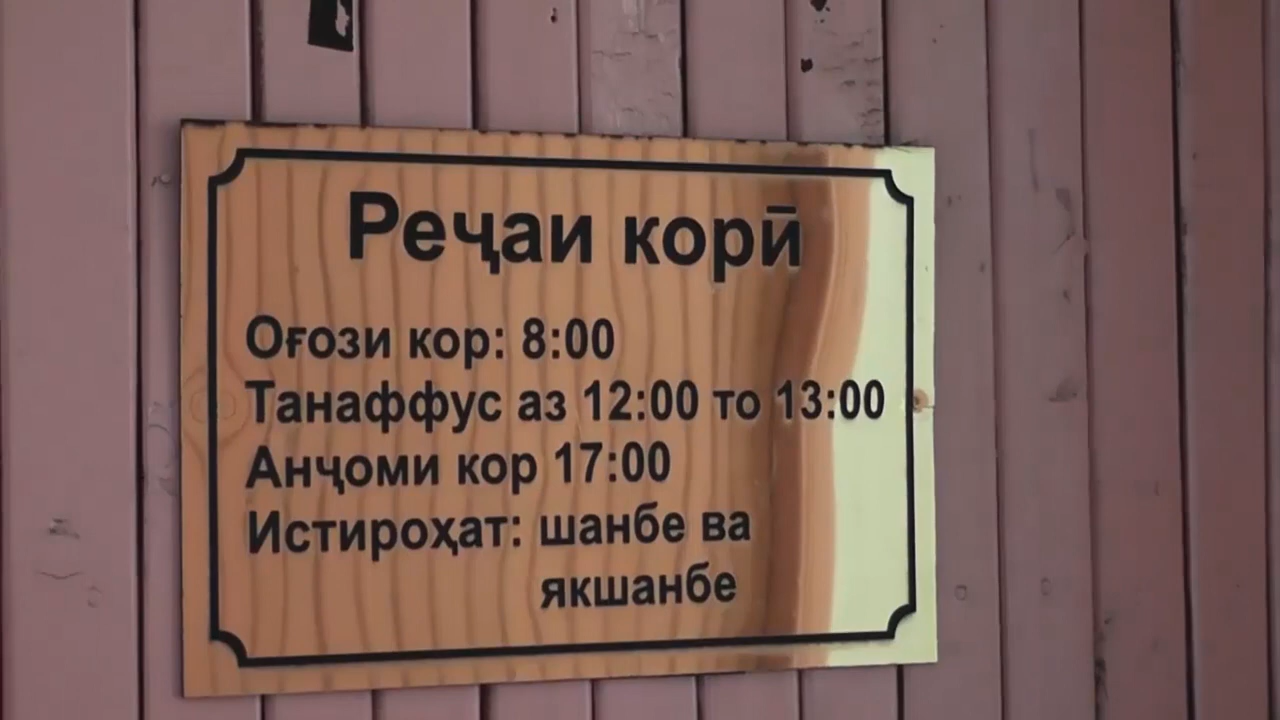 Реҷаи корӣ
Оғози кор: 8:00
Танаффус аз 12:00 то 13:00
Анҷоми кор 17:00
Истироҳат: шанбе ва
якшанбе